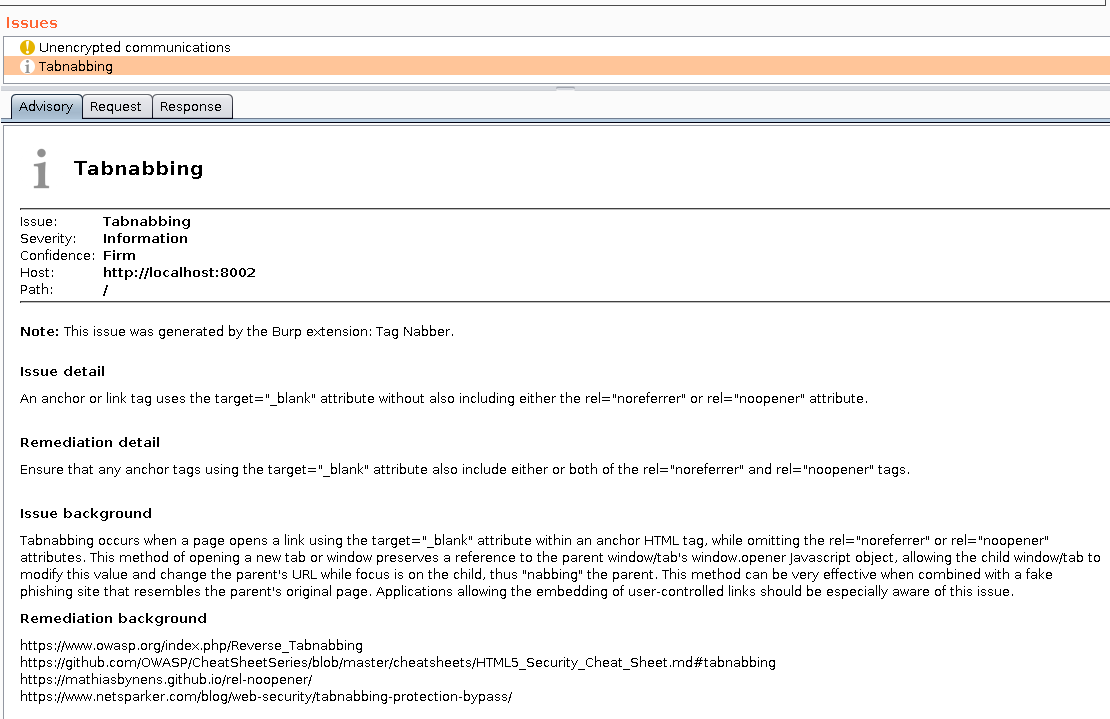 Issues
Unencrypted communications
Tabnabbing
Advisory Request Response
Tabnabbing
Issue: Tabnabbing
Severity: Information
Confidence: Firm
Host: http://localhost:8002
Path: /
Note: This issue was generated by the Burp extension: Tag Nabber.
Issue detail
An anchor or link tag uses the target="_blank" attribute without also including either the rel="noreferrer" or rel="noopener" attribute.
Remediation detail
Ensure that any anchor tags using the target="_blank" attribute also include either or both of the rel="noreferrer" and rel="noopener" tags.
Issue background
Tabnabbing occurs when a page opens a link using the target="_blank" attribute within an anchor HTML tag, while omitting the rel="noreferrer" or rel="noopener"
attributes. This method of opening a new tab or window preserves a reference to the parent window/tab's window.opener Javascript object, allowing the child window/tab to
modify this value and change the parent's URL while focus is on the child, thus "nabbing" the parent. This method can be very effective when combined with a fake
phishing site that resembles the parent's original page. Applications allowing the embedding of user-controlled links should be especially aware of this issue.
Remediation background
https://www.owasp.org/index.php/Reverse_Tabnabbing
https://github.com/OWASP/CheatSheetSeries/blob/master/cheatsheets/HTML5_Security_Cheat_Sheet.md#tabnabbing
https://mathiasbynens.github.io/rel-noopener/
https://www.netsparker.com/blog/web-security/tabnabbing-protection-bypass/